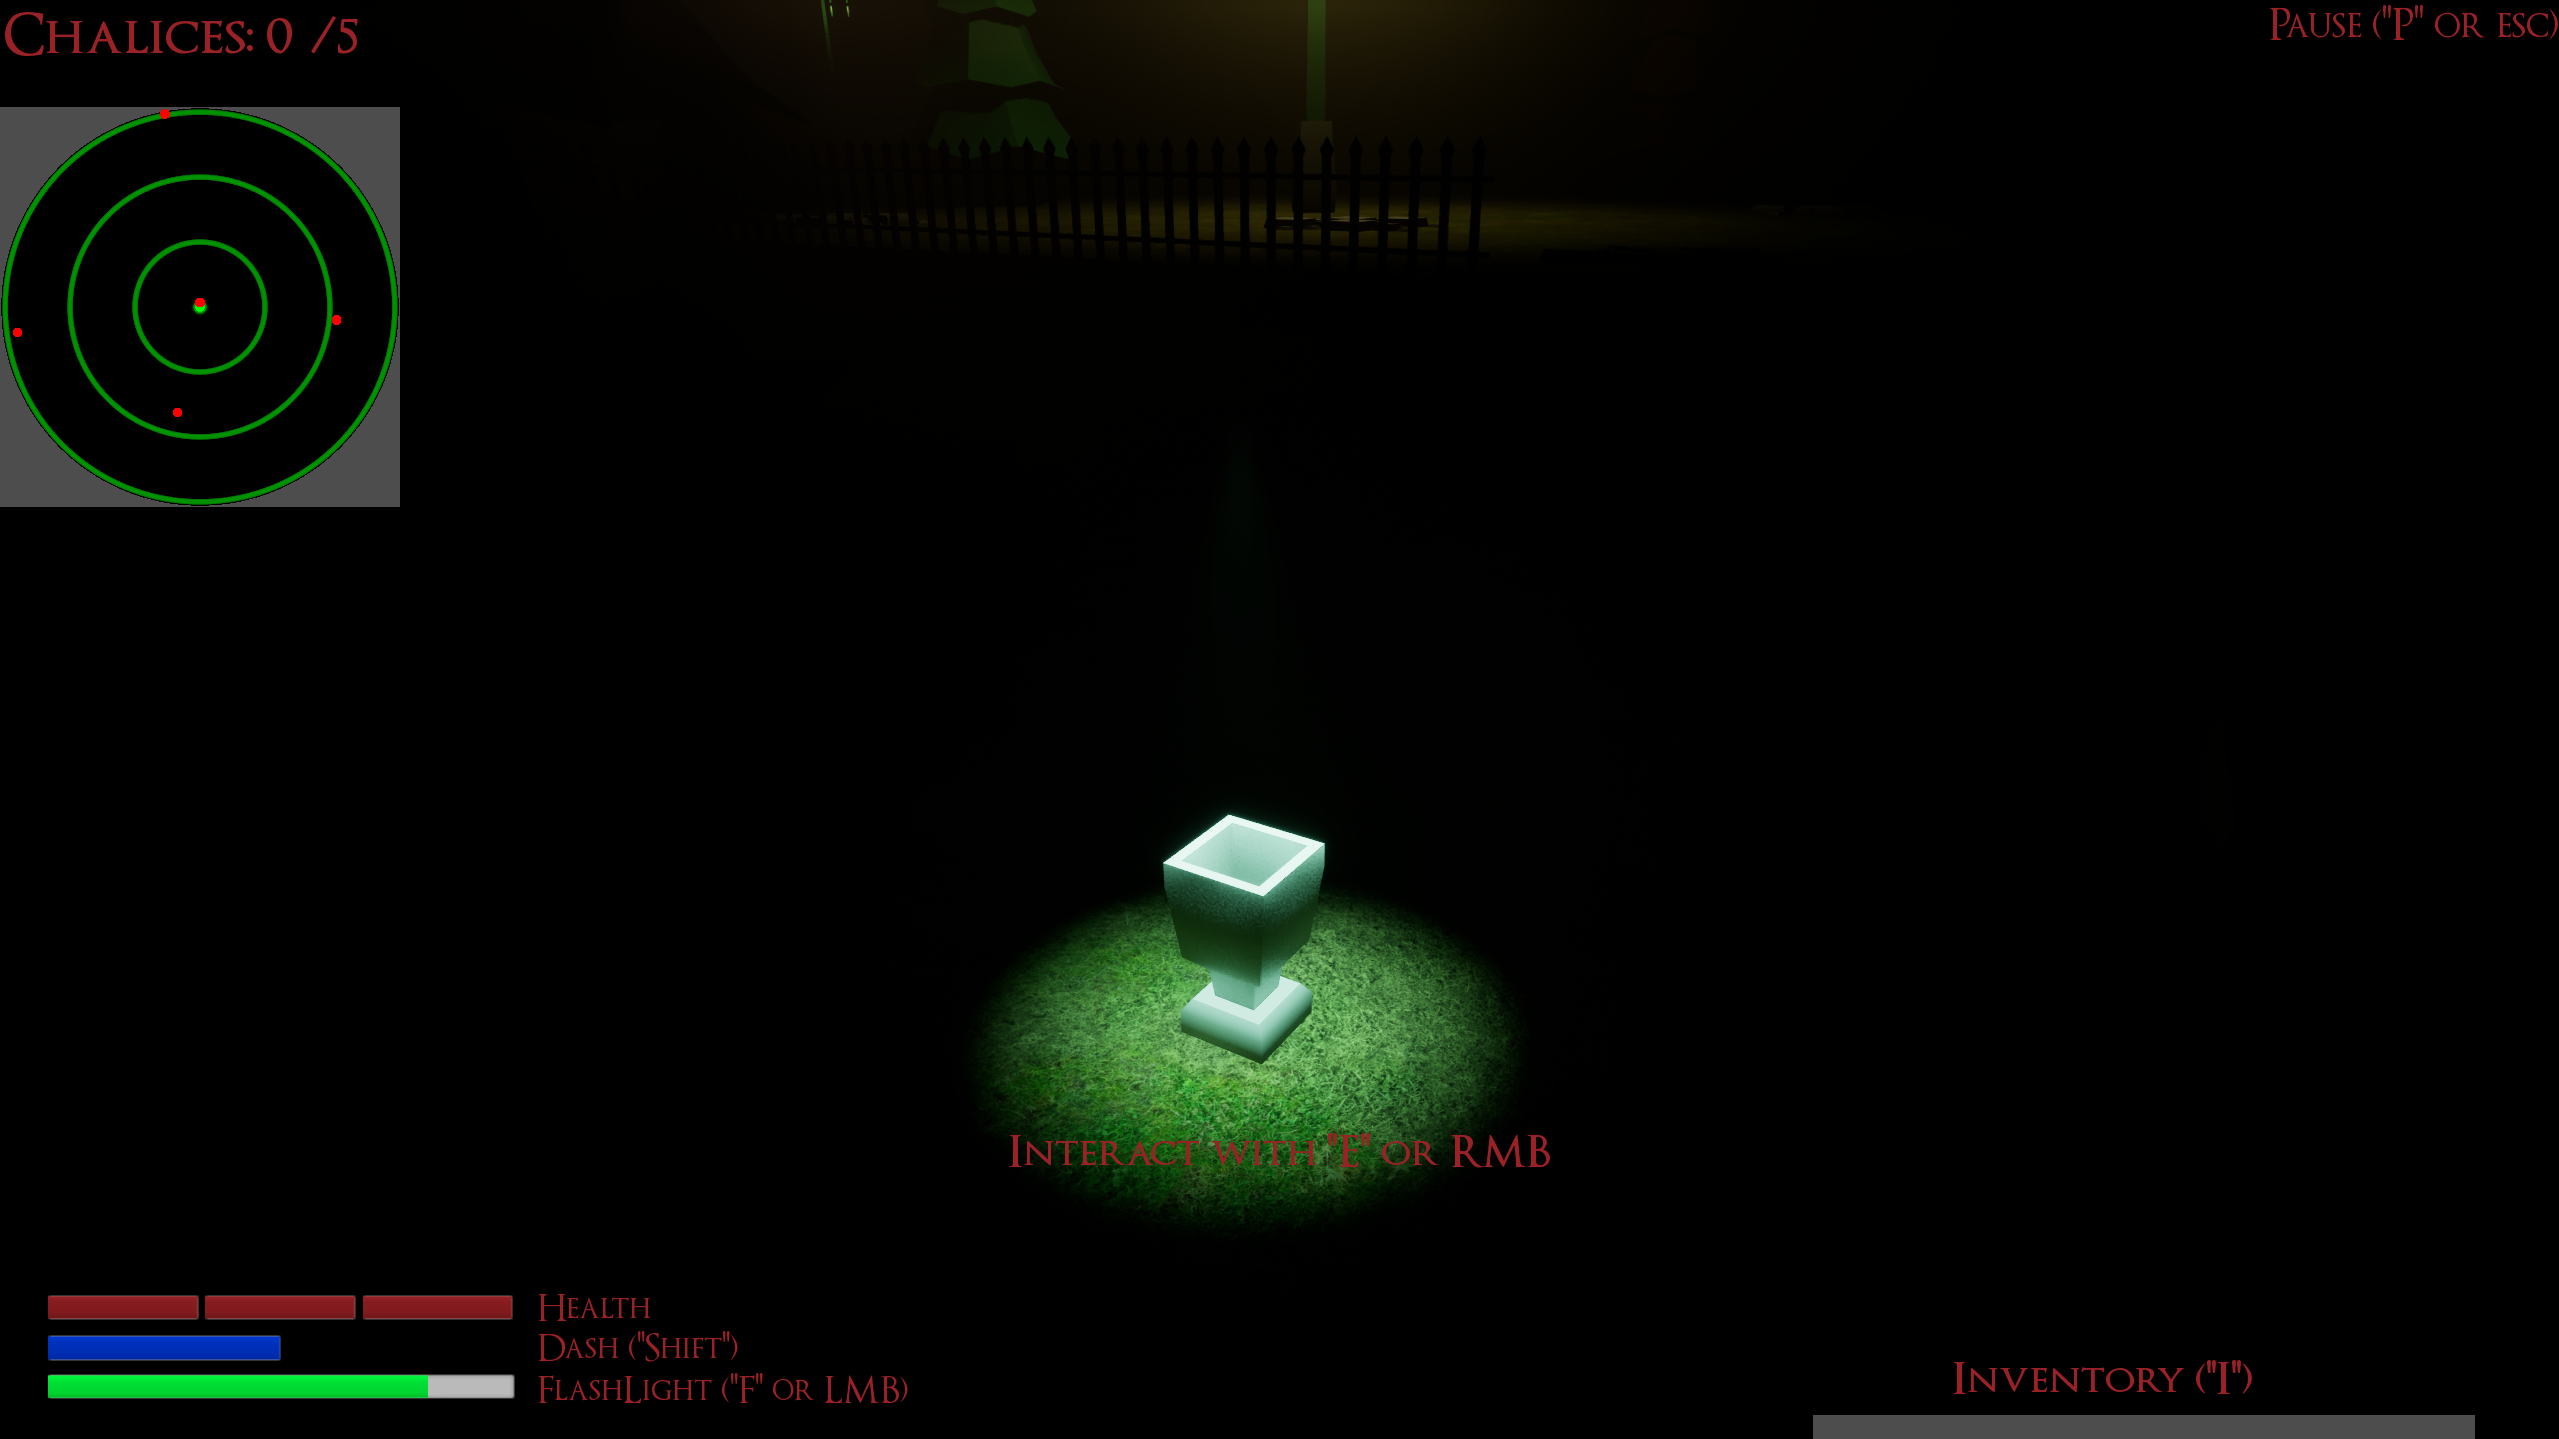 Chalices: 0 /5
Pause ("P" or esc)
Interact with "E" or RMB
Health
Dash ("Shift")
FlashLight ("F" or LMB)
Inventory ("I")